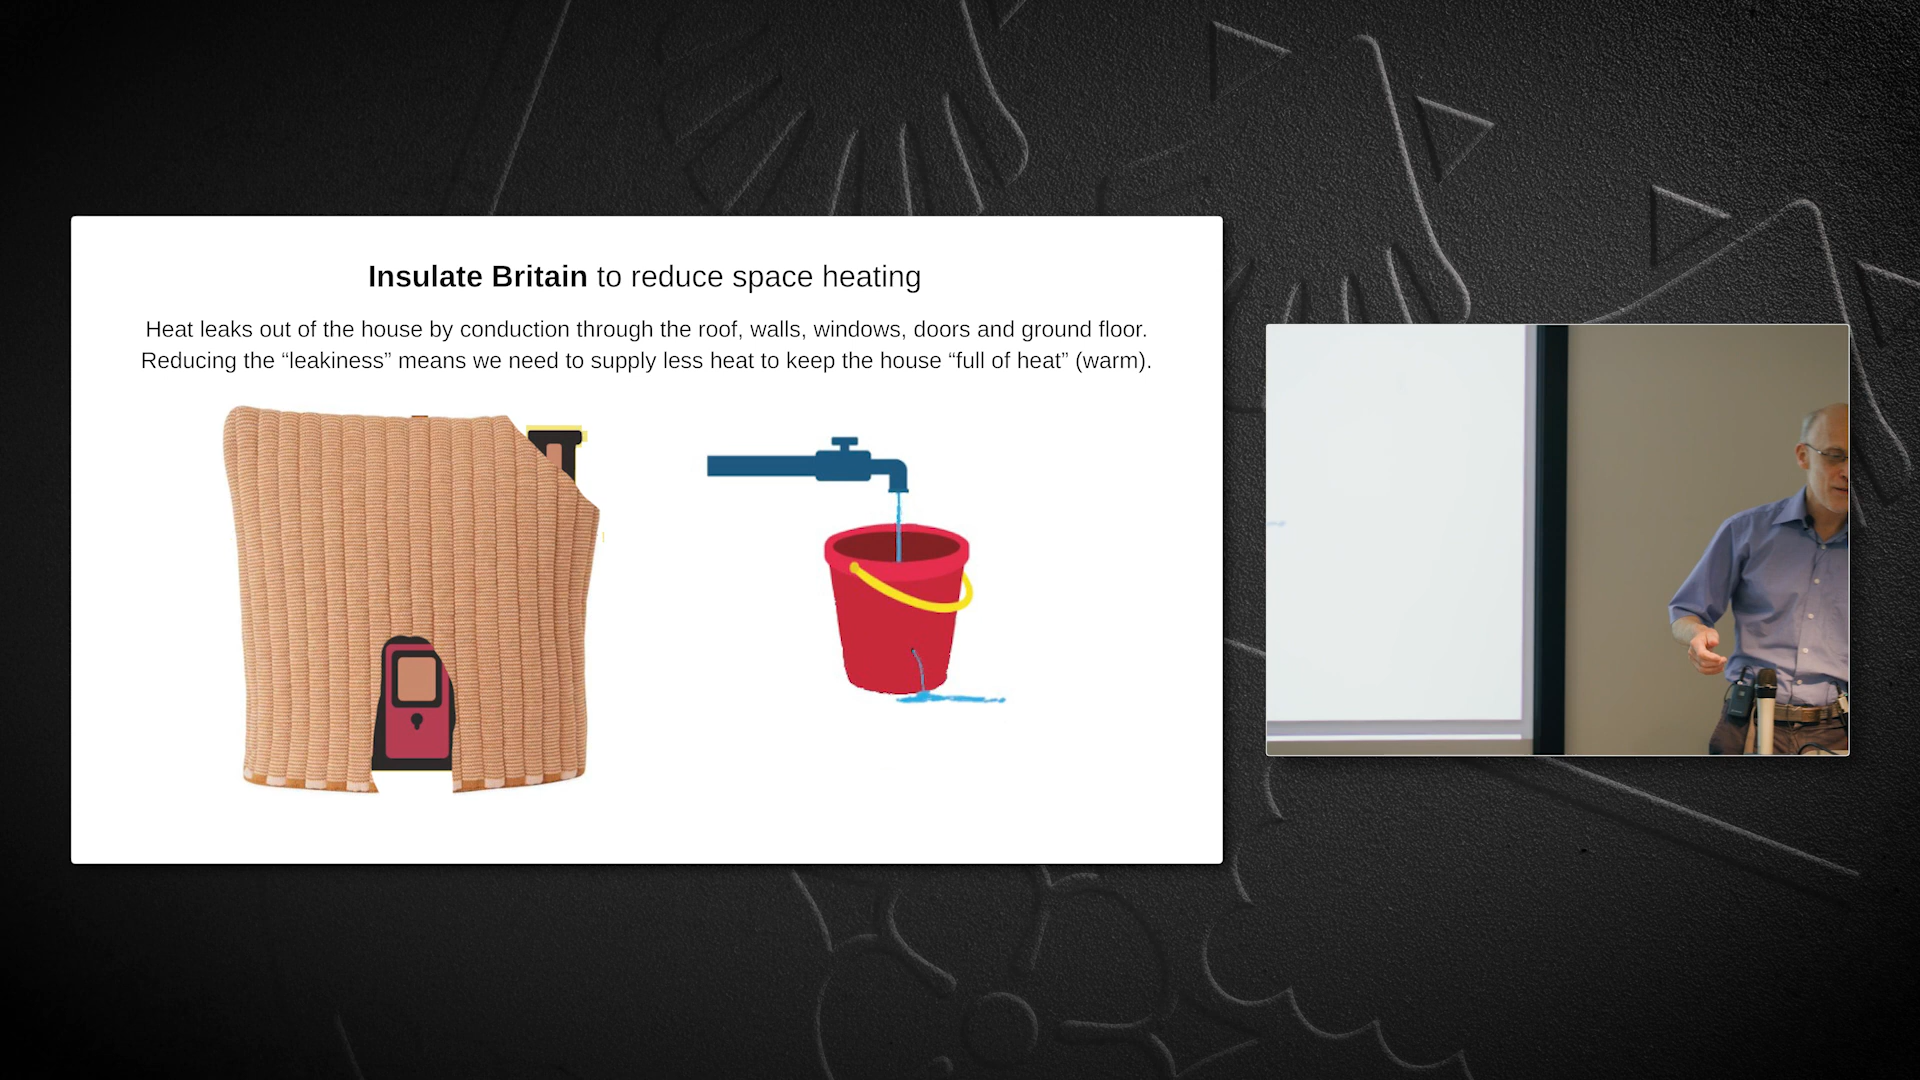 Insulate Britain to reduce space heating
Heat leaks out of the house by conduction through the roof, walls, windows, doors and ground floor.
Reducing the “leakiness” means we need to supply less heat to keep the house “full of heat” (warm).